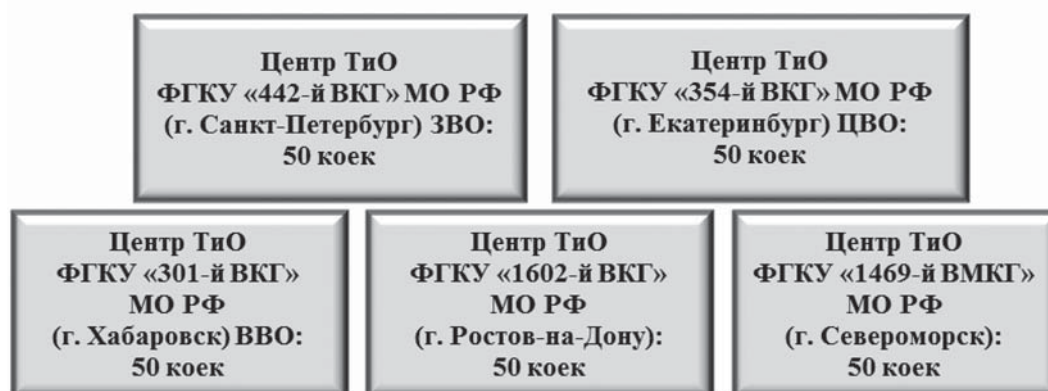 Центр ТиО
ФГКУ «442-й ВКГ» МО РФ
(г. Санкт-Петербург) ЗВО:
50 коек
Центр ТиО
ФГКУ «354-й ВКГ» МО РФ
(г. Екатеринбург) ЦВО:
50 коек
Центр ТиО
ФГКУ «301-й ВКГ»
МО РФ
(г. Хабаровск) ВВО:
50 коек
Центр ТиО
ФГКУ «1602-й ВКГ»
МО РФ
(г. Ростов-на-Дону):
50 коек
Центр ТиО
ФГКУ «1469-й ВМКГ»
МО РФ
(г. Североморск):
50 коек